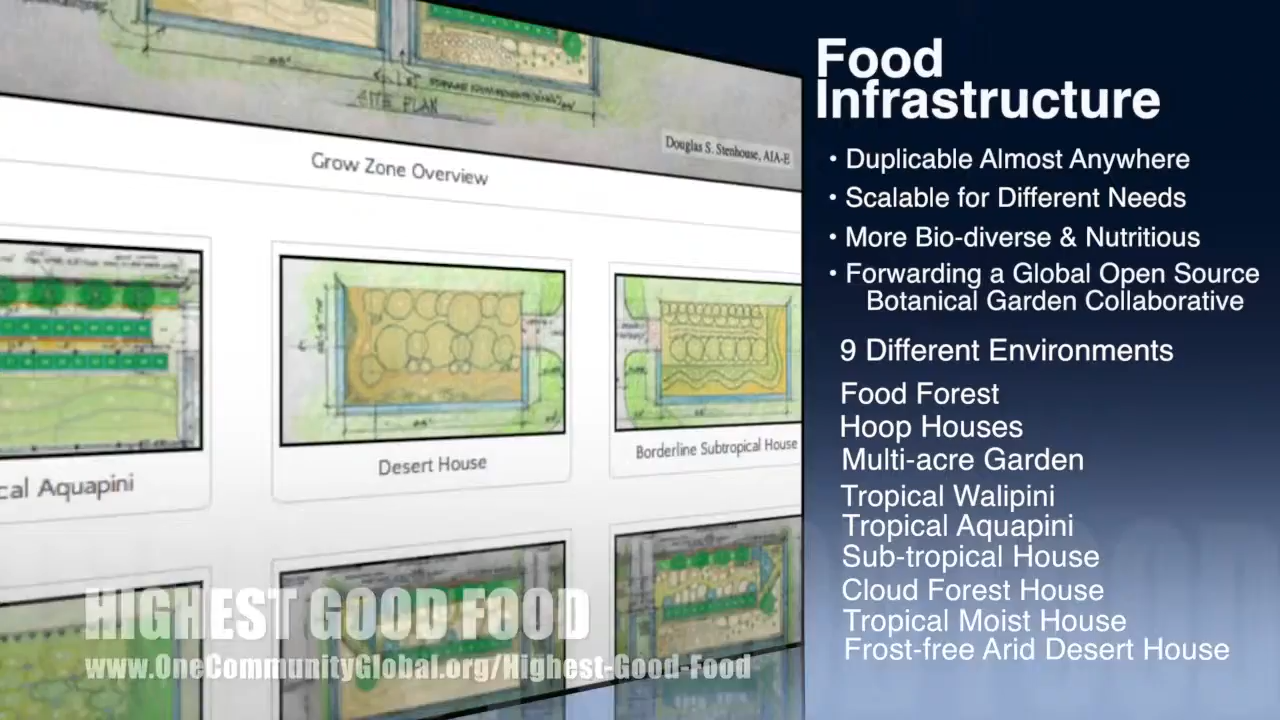 SITE PLAN
Douglas S. Stenhouse, AIA-E
Grow Zone Overview
cal Aquapini
Desert House
Borderline Subtropical House
HIGHEST GOOD FOOD
www.OneCommunityGlobal.org/Highest-Good-Food
Food
Infrastructure
• Duplicable Almost Anywhere
• Scalable for Different Needs
• More Bio-diverse & Nutritious
• Forwarding a Global Open Source
Botanical Garden Collaborative
9 Different Environments
Food Forest
Hoop Houses
Multi-acre Garden
Tropical Walipini
Tropical Aquapini
Sub-tropical House
Cloud Forest House
Tropical Moist House
Frost-free Arid Desert House